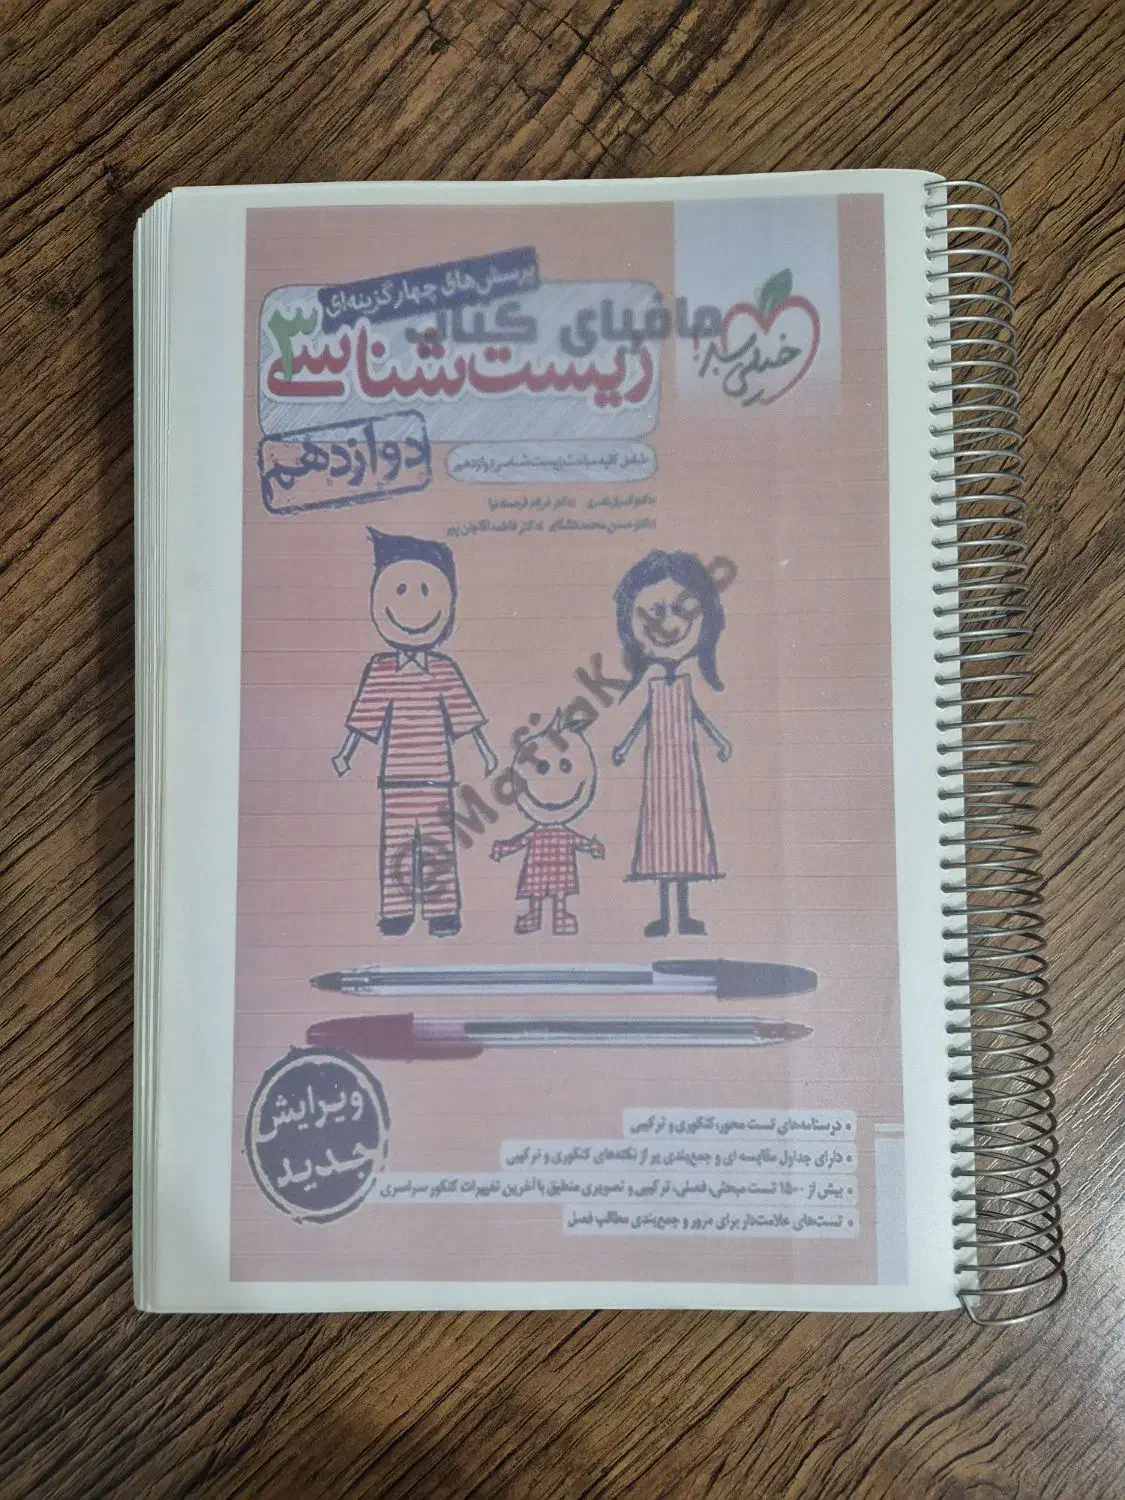 پرسش‌های چهارگزینه‌ای
مافیای کتاب
خیلی سبز
زیست‌شناسی ۳
دوازدهم
شامل کلیه مباحث زیست‌شناسی دوازدهم
@MafiaKetab
ویرایش
جدید
• درسنامه‌های تست محور، کنکوری و ترکیبی
• دارای جداول مقایسه ای و جمع‌بندی پر از نکته‌های کنکوری و ترکیبی
• بیش از ۱۵۰۰ تست مبحثی، فصلی، ترکیبی و تصویری منطبق با آخرین تغییرات کنکور سراسری
• تست‌های علامت‌دار برای مرور و جمع‌بندی مطالب فصل